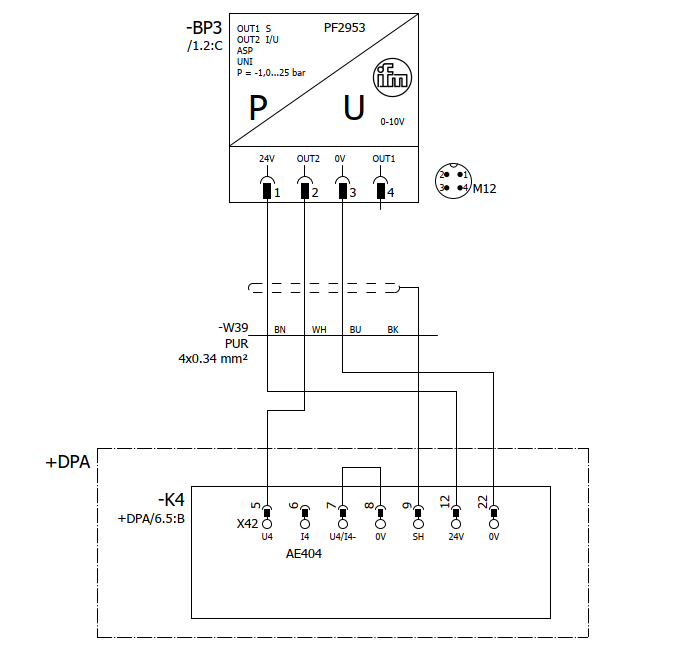 -BP3
/1.2:C
OUT1 S
OUT2 I/U
ASP
UNI
P = -1,0...25 bar
PF2953
ifm
P
U
0-10V
24V
OUT2
0V
OUT1
1
2
3
4
2 1
3 4
M12
-W39
PUR
4x0.34 mm²
BN
WH
BU
BK
+DPA
-K4
+DPA/6.5:B
5
6
7
8
9
12
22
X42
U4
I4
U4/I4-
0V
SH
24V
0V
AE404